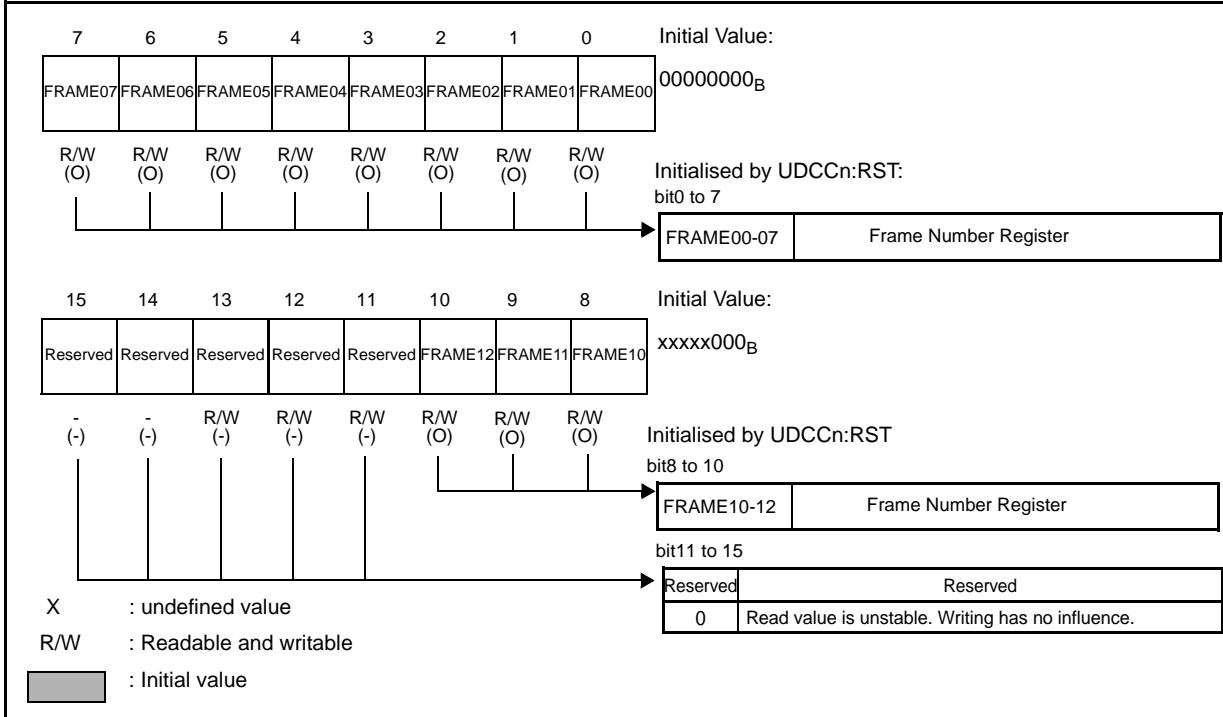 7 6 5 4 3 2 1 0 Initial Value:
FRAME07 FRAME06 FRAME05 FRAME04 FRAME03 FRAME02 FRAME01 FRAME00 00000000B
R/W R/W R/W R/W R/W R/W R/W R/W
(O) (O) (O) (O) (O) (O) (O) (O) Initialised by UDCCn:RST:
bit0 to 7
FRAME00-07 Frame Number Register
15 14 13 12 11 10 9 8 Initial Value:
Reserved Reserved Reserved Reserved Reserved FRAME12 FRAME11 FRAME10 xxxxx000B
- - R/W R/W R/W R/W R/W R/W
(-) (-) (-) (-) (-) (O) (O) (O) Initialised by UDCCn:RST
bit8 to 10
FRAME10-12 Frame Number Register
bit11 to 15
Reserved Reserved
0 Read value is unstable. Writing has no influence.
X : undefined value
R/W : Readable and writable
: Initial value